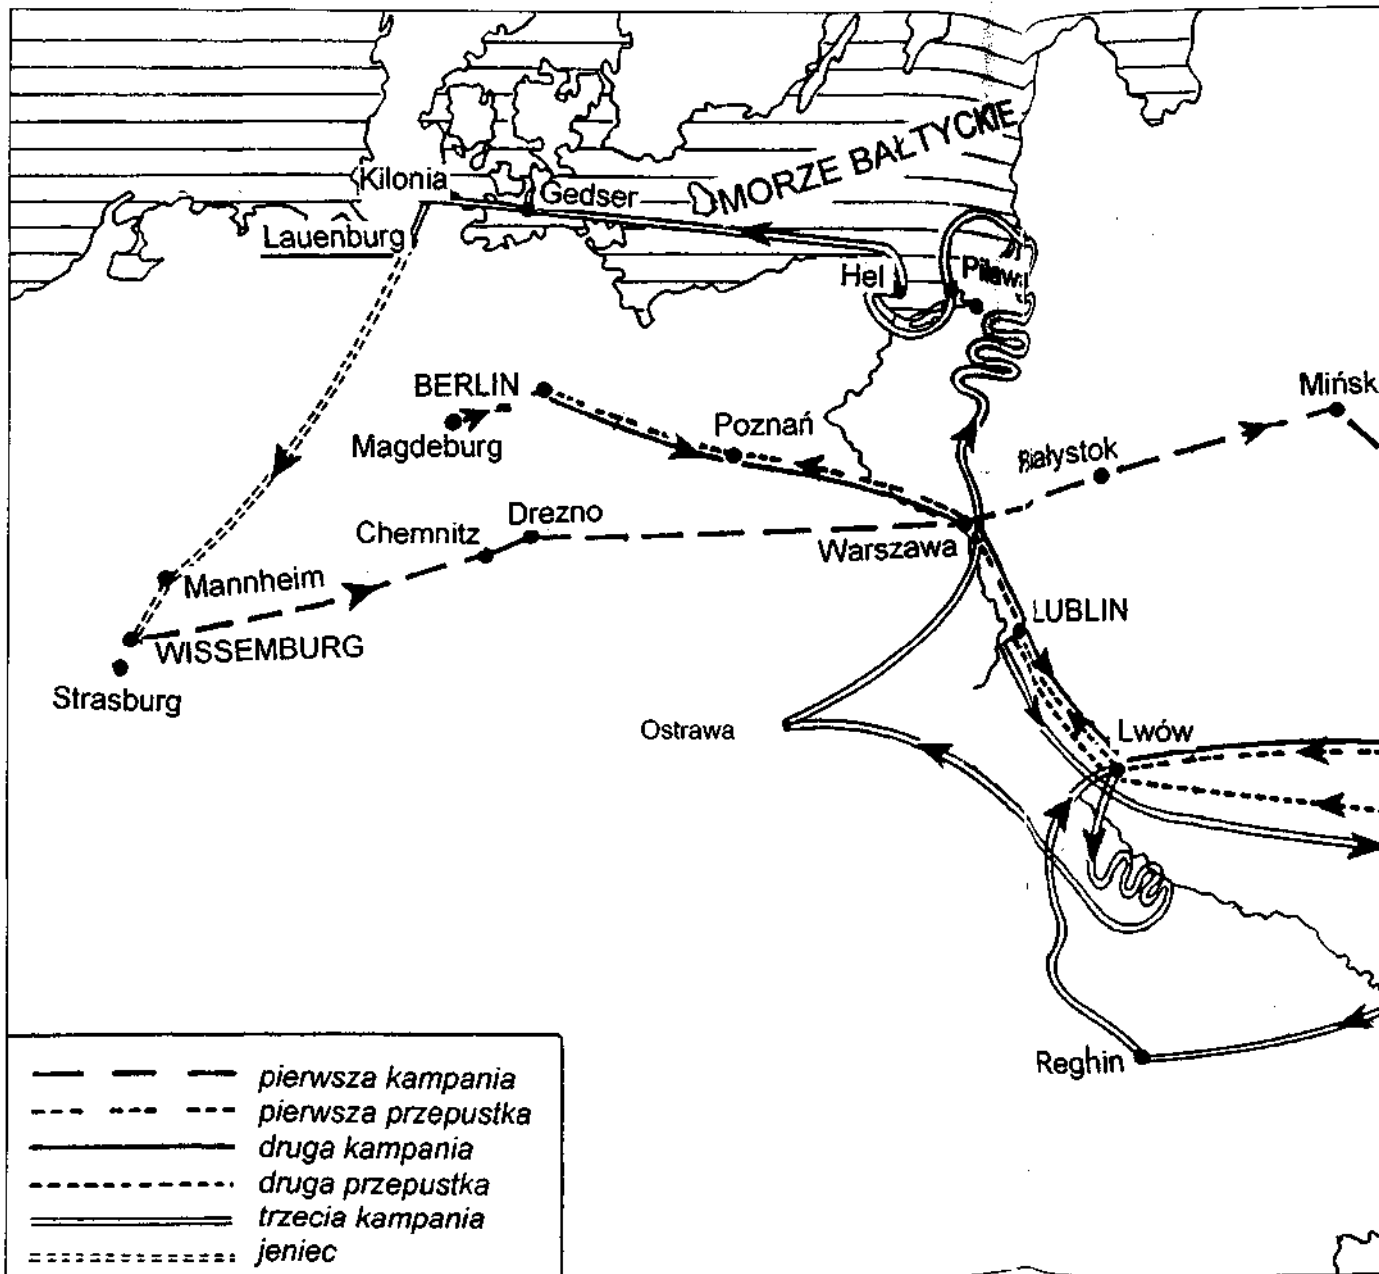 MORZE BAŁTYCKIE
Kilonia
Gedser
Lauenburg
Hel
Piława
BERLIN
Magdeburg
Poznań
Mińsk
Białystok
Chemnitz
Drezno
Warszawa
Mannheim
WISSEMBURG
Strasburg
LUBLIN
Ostrawa
Lwów
Reghin
pierwsza kampania
pierwsza przepustka
druga kampania
druga przepustka
trzecia kampania
jeniec